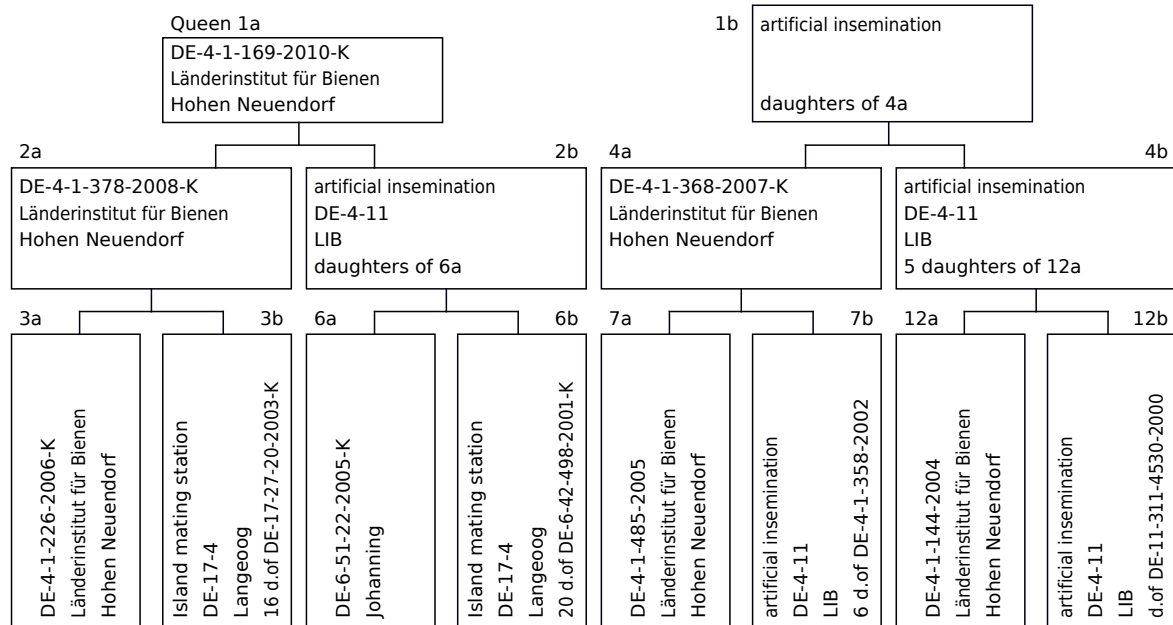 Queen 1a
DE-4-1-169-2010-K
Länderinstitut für Bienen
Hohen Neuendorf
1b
artificial insemination
daughters of 4a
2a
DE-4-1-378-2008-K
Länderinstitut für Bienen
Hohen Neuendorf
2b
artificial insemination
DE-4-11
LIB
daughters of 6a
4a
DE-4-1-368-2007-K
Länderinstitut für Bienen
Hohen Neuendorf
4b
artificial insemination
DE-4-11
LIB
5 daughters of 12a
3a
DE-4-1-226-2006-K
Länderinstitut für Bienen
Hohen Neuendorf
3b
Island mating station
DE-17-4
Langeoog
16 d.of DE-17-27-20-2003-K
6a
DE-6-51-22-2005-K
Johanning
6b
Island mating station
DE-17-4
Langeoog
20 d.of DE-6-42-498-2001-K
7a
DE-4-1-485-2005
Länderinstitut für Bienen
Hohen Neuendorf
7b
artificial insemination
DE-4-11
LIB
6 d.of DE-4-1-358-2002
12a
DE-4-1-144-2004
Länderinstitut für Bienen
Hohen Neuendorf
12b
artificial insemination
DE-4-11
LIB
d.of DE-11-311-4530-2000